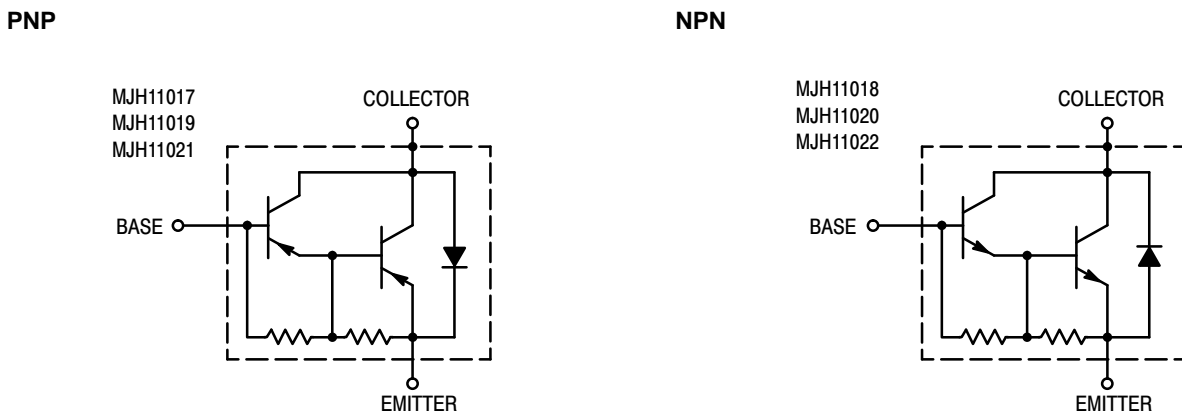 PNP
NPN
MJH11017
MJH11019
MJH11021
COLLECTOR
BASE
EMITTER
MJH11018
MJH11020
MJH11022
COLLECTOR
BASE
EMITTER